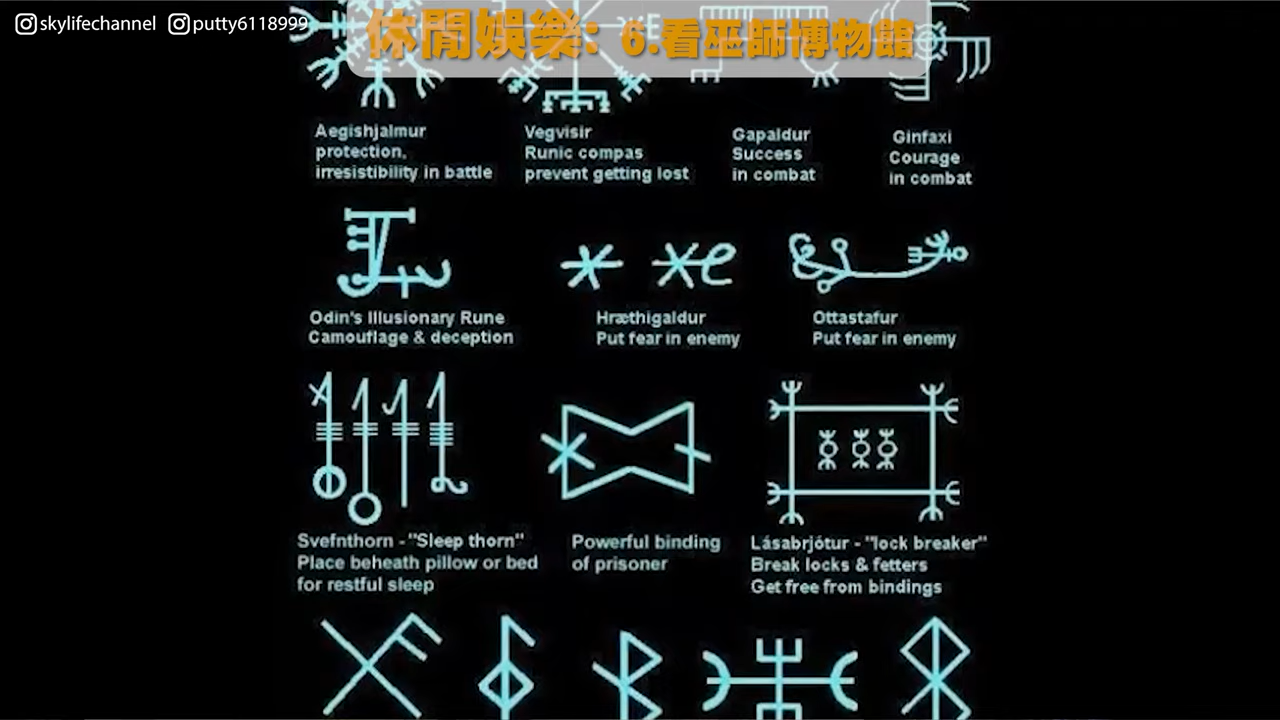 skylifechannel putty6118999
休閒娛樂: 6.看巫師博物館
E
Aegishjalmur
protection,
irresistibility in battle
Vegvisir
Runic compas
prevent getting lost
Gapaldur
Success
in combat
Ginfaxi
Courage
in combat
Odin's Illusionary Rune
Camouflage & deception
Hræthigaldur
Put fear in enemy
Ottastafur
Put fear in enemy
Svefnthorn - "Sleep thorn"
Place beheath pillow or bed
for restful sleep
Powerful binding
of prisoner
Lásabrjótur - "lock breaker"
Break locks & fetters
Get free from bindings